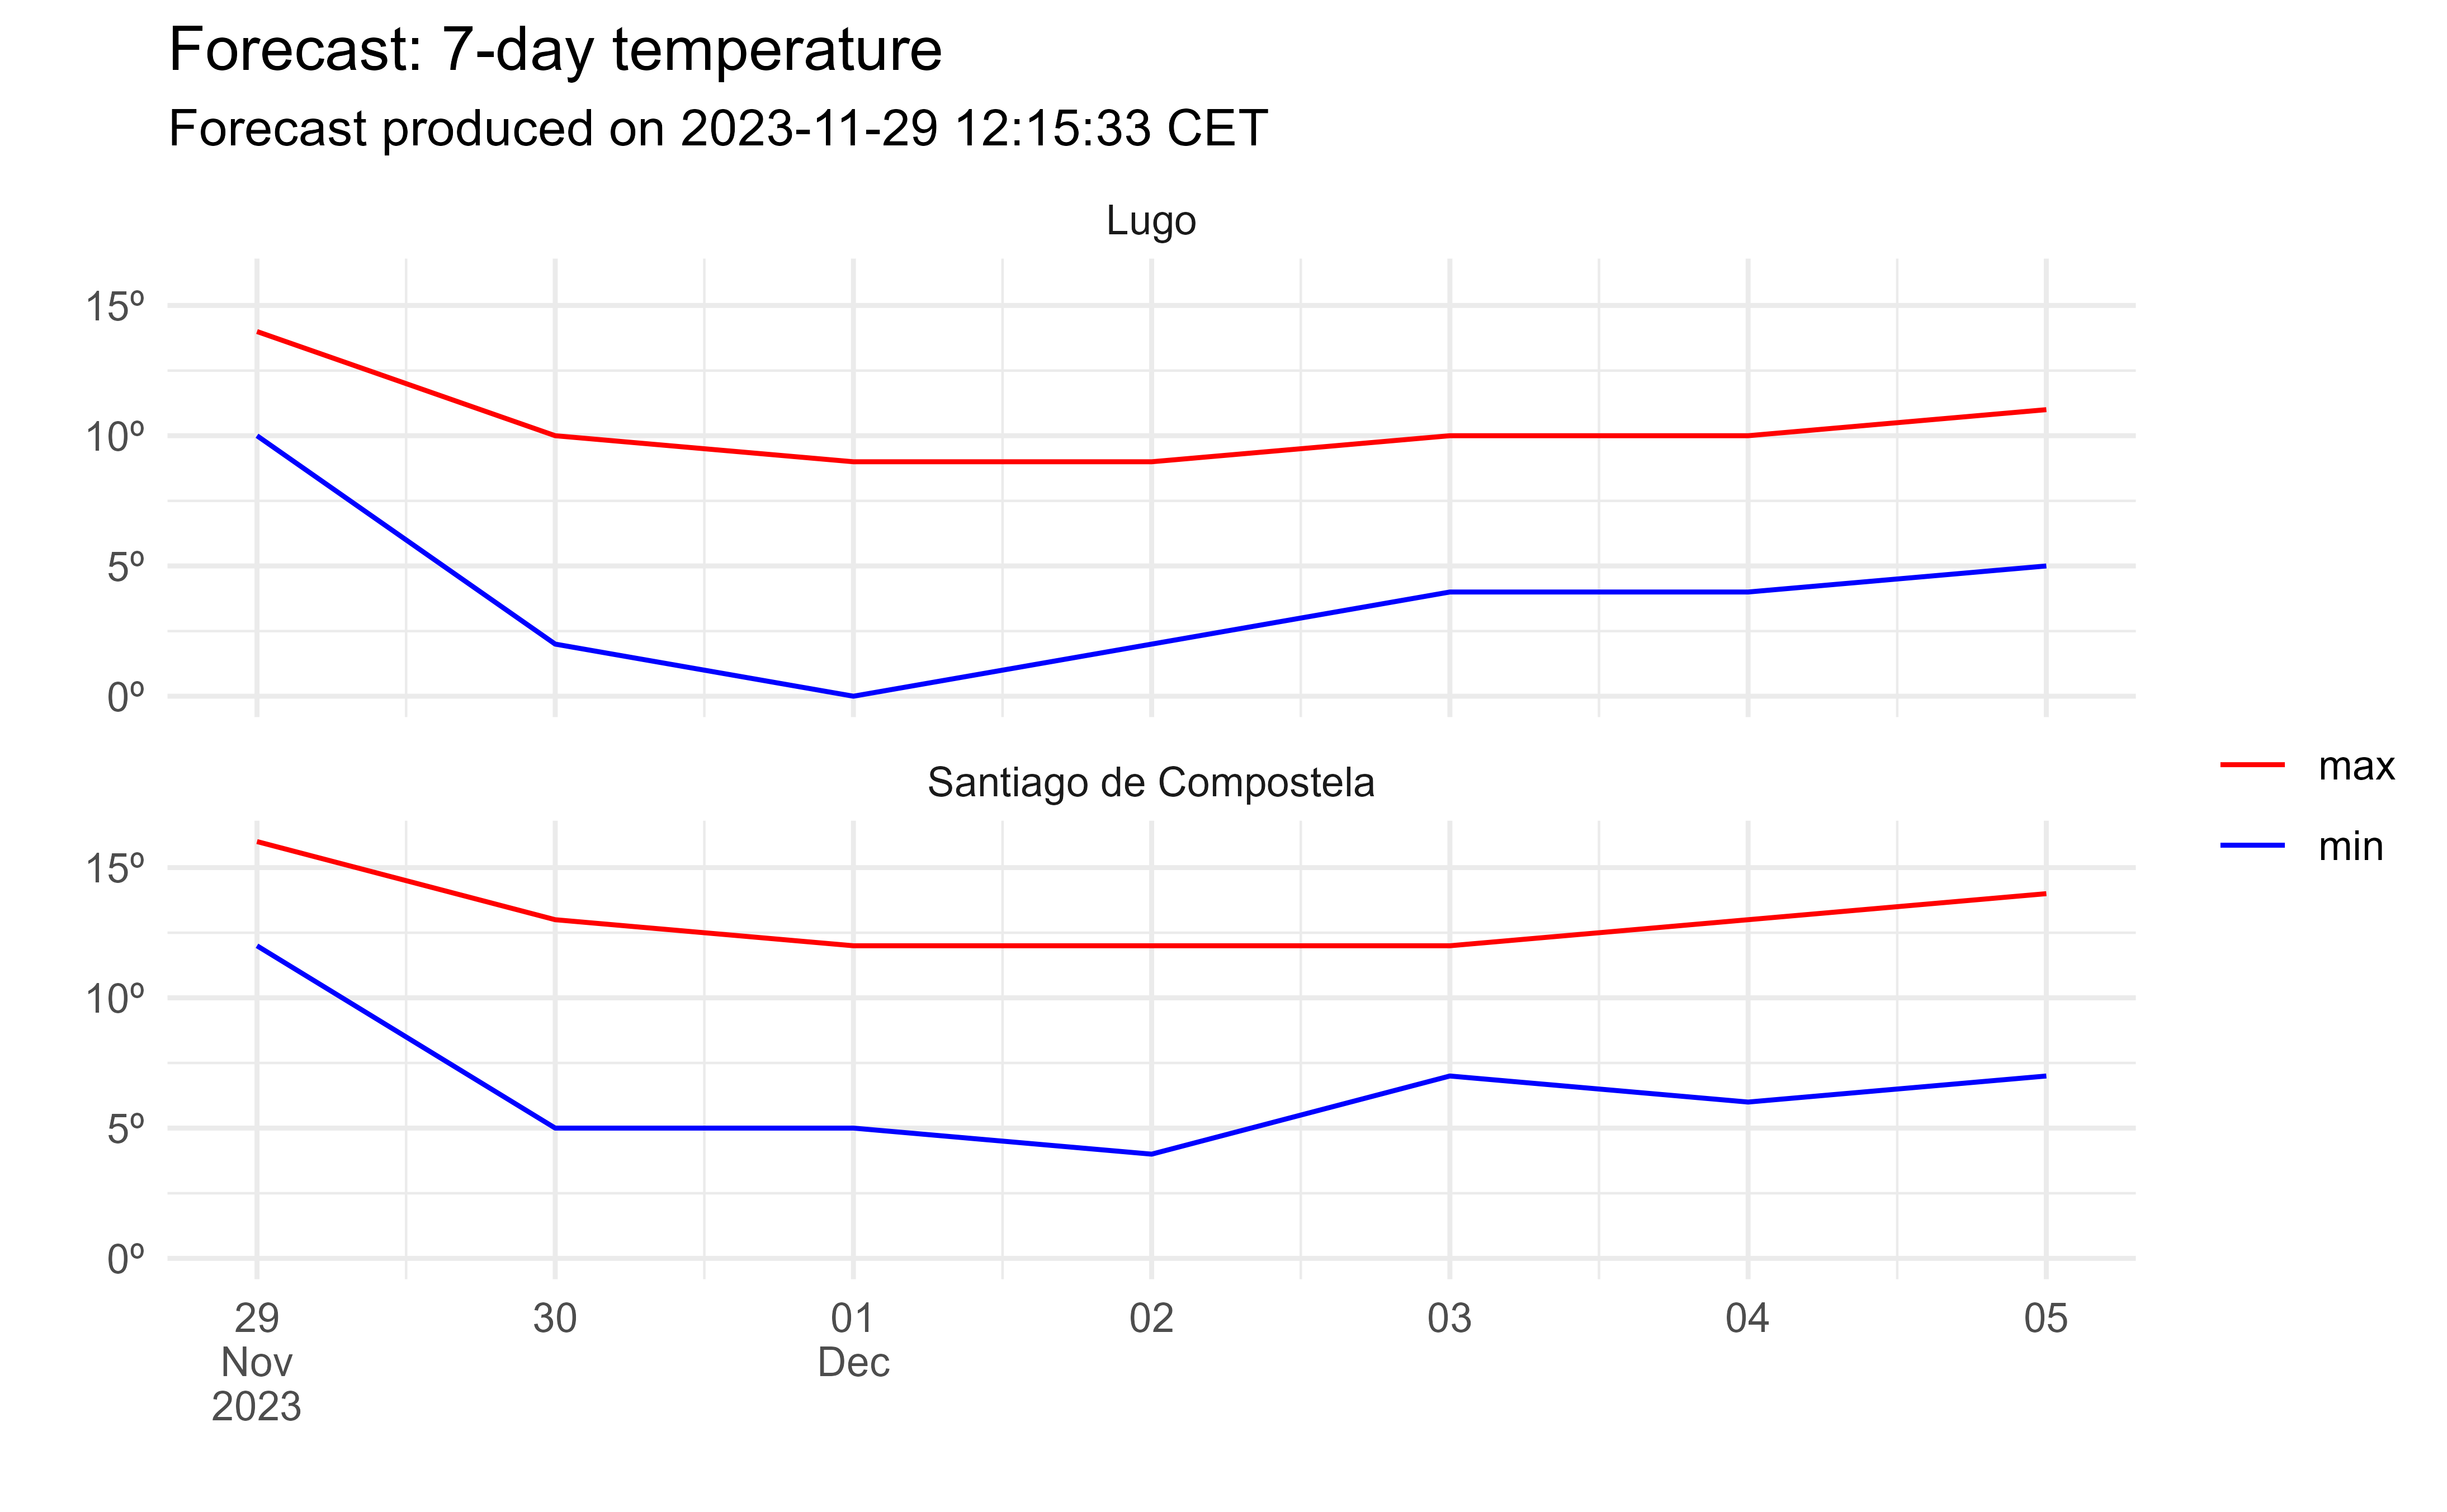 Forecast: 7-day temperature
Forecast produced on 2023-11-29 12:15:33 CET
Lugo
15º
10º
5º
0º
Santiago de Compostela
15º
10º
5º
0º
29 30 01 02 03 04 05
Nov Dec
2023
max
min